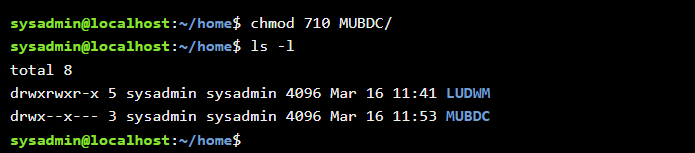 sysadmin@localhost:~/home$ chmod 710 MUBDC/
sysadmin@localhost:~/home$ ls -l
total 8
drwxrwxr-x 5 sysadmin sysadmin 4096 Mar 16 11:41 LUDWM
drwx--x--- 3 sysadmin sysadmin 4096 Mar 16 11:53 MUBDC
sysadmin@localhost:~/home$